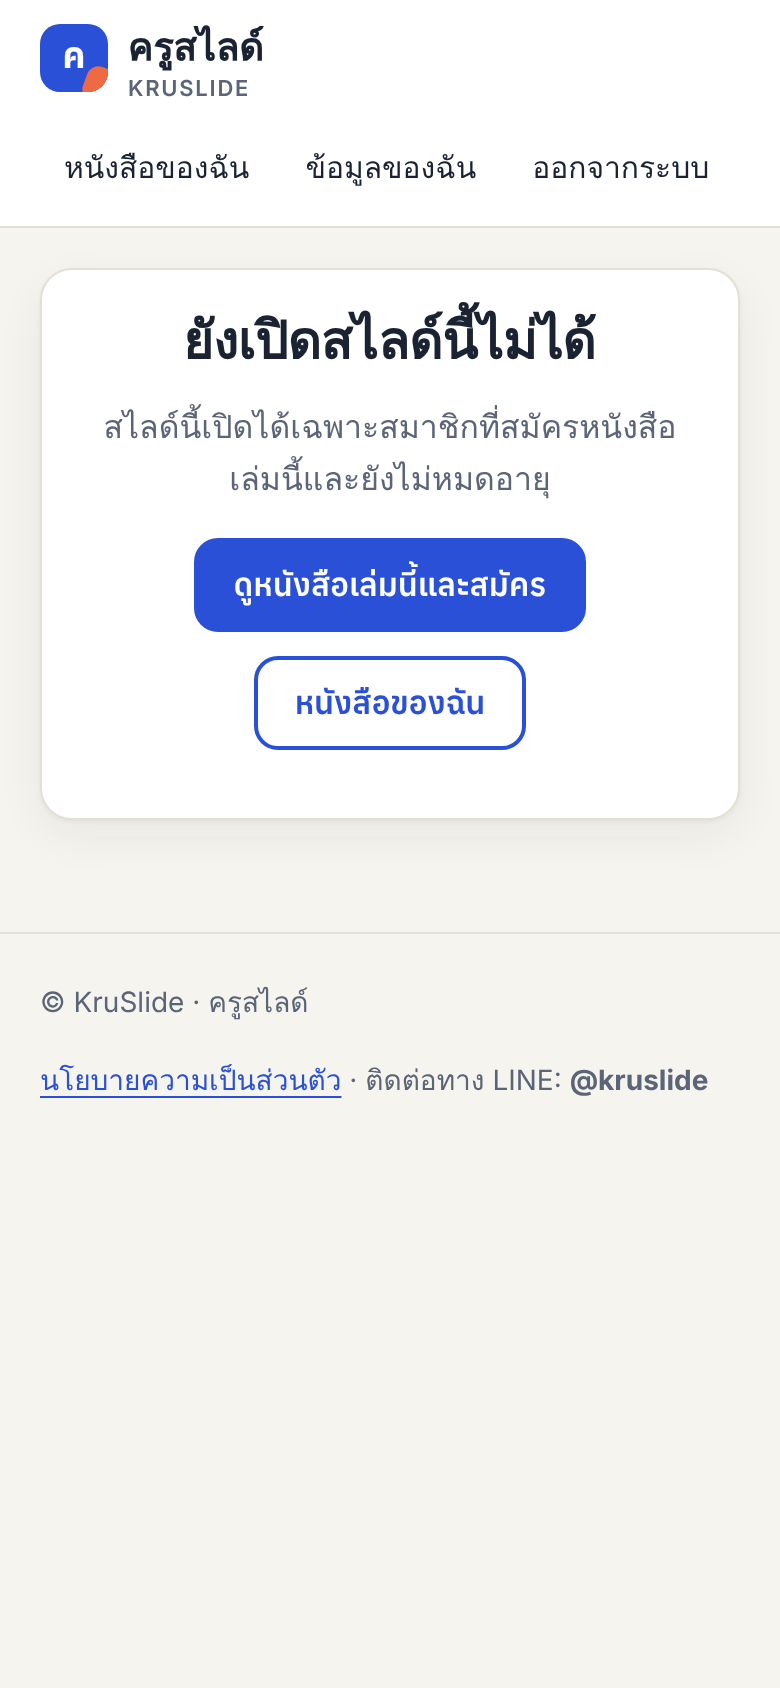 ค
ครูสไลด์
KRUSLIDE
หนังสือของฉัน ข้อมูลของฉัน ออกจากระบบ
ยังเปิดสไลด์นี้ไม่ได้
สไลด์นี้เปิดได้เฉพาะสมาชิกที่สมัครหนังสือ
เล่มนี้และยังไม่หมดอายุ
ดูหนังสือเล่มนี้และสมัคร
หนังสือของฉัน
© KruSlide · ครูสไลด์
นโยบายความเป็นส่วนตัว · ติดต่อทาง LINE: @kruslide